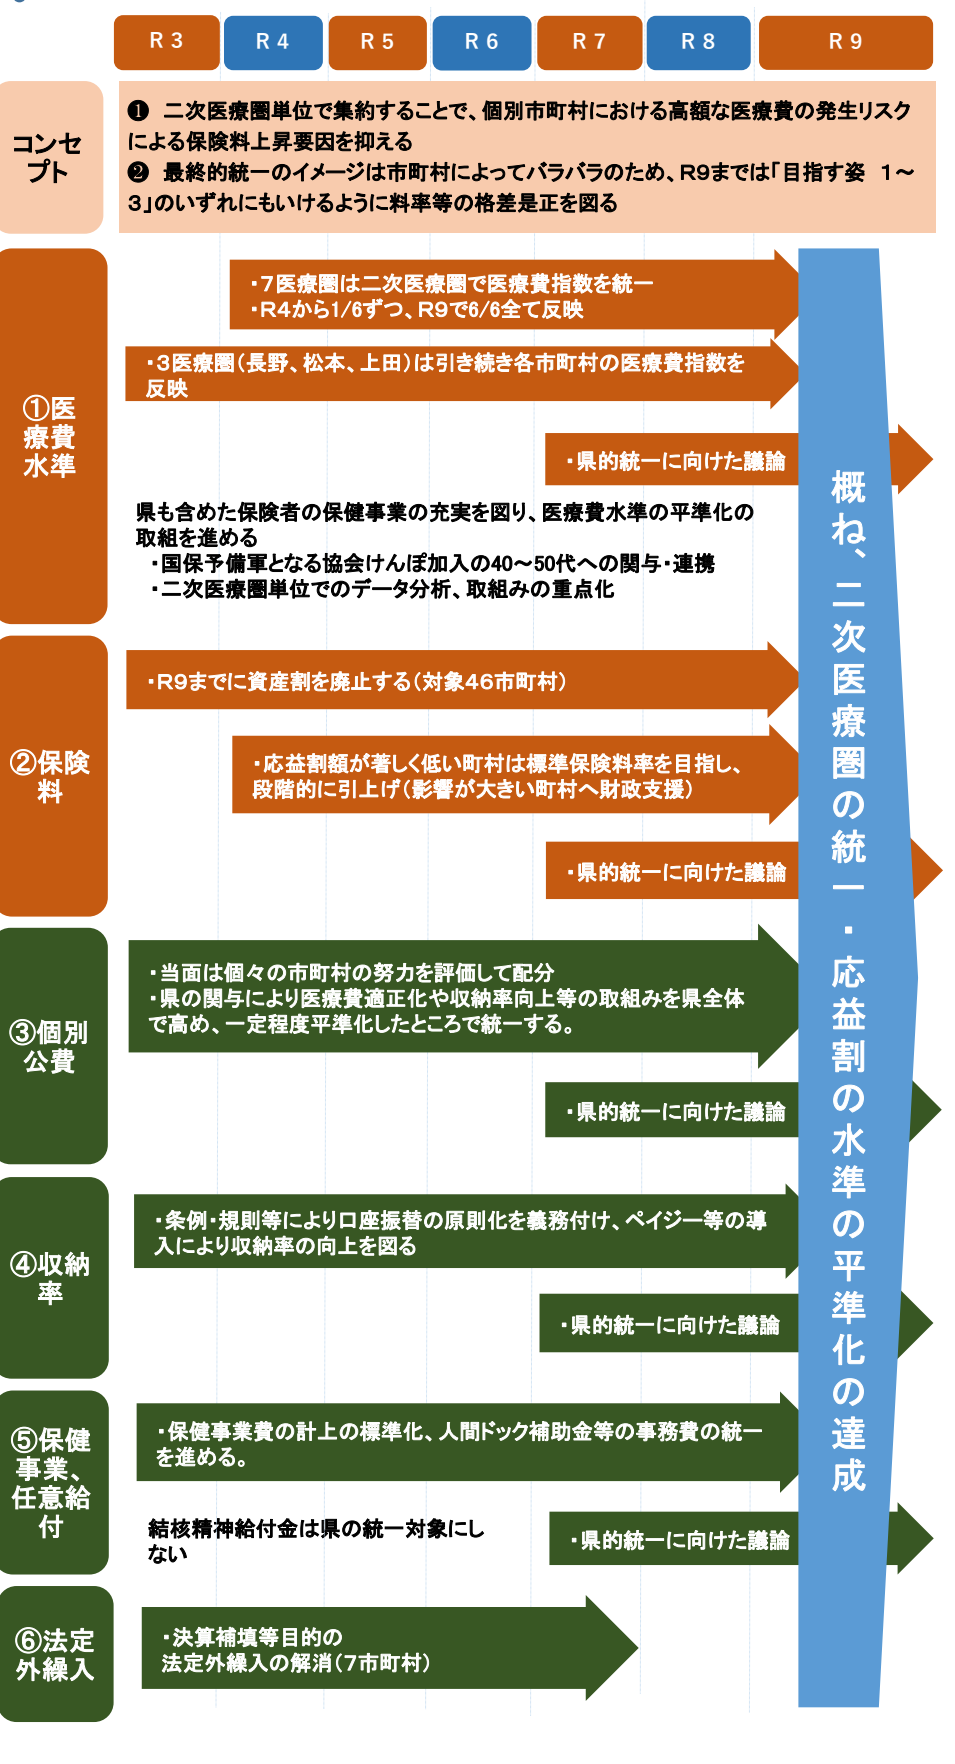 R3 R4 R5 R6 R7 R8 R9
コンセ
プト
❶　二次医療圏単位で集約することで、個別市町村における高額な医療費の発生リスク
による保険料上昇要因を抑える
❷　最終的統一のイメージは市町村によってバラバラのため、R9までは「目指す姿　1～
3」のいずれにもいけるように料率等の格差是正を図る
①医
療費
水準
・7医療圏は二次医療圏で医療費指数を統一
・R4から1/6ずつ、R9で6/6全て反映
・3医療圏（長野、松本、上田）は引き続き各市町村の医療費指数を
反映
・県的統一に向けた議論
県も含めた保険者の保健事業の充実を図り、医療費水準の平準化の
取組を進める
・国保予備軍となる協会けんぽ加入の40～50代への関与・連携
・二次医療圏単位でのデータ分析、取組みの重点化
②保険
料
・R9までに資産割を廃止する（対象46市町村）
・応益割額が著しく低い町村は標準保険料率を目指し、
段階的に引上げ（影響が大きい町村へ財政支援）
・県的統一に向けた議論
③個別
公費
・当面は個々の市町村の努力を評価して配分
・県の関与により医療費適正化や収納率向上等の取組みを県全体
で高め、一定程度平準化したところで統一する。
・県的統一に向けた議論
④収納
率
・条例・規則等により口座振替の原則化を義務付け、ペイジー等の導
入により収納率の向上を図る
・県的統一に向けた議論
⑤保健
事業、
任意給
付
・保健事業費の計上の標準化、人間ドック補助金等の事務費の統一
を進める。
結核精神給付金は県の統一対象にし
ない
・県的統一に向けた議論
⑥法定
外繰入
・決算補填等目的の
法定外繰入の解消（7市町村）
概ね、二次医療圏の統一・応益割の水準の平準化の達成